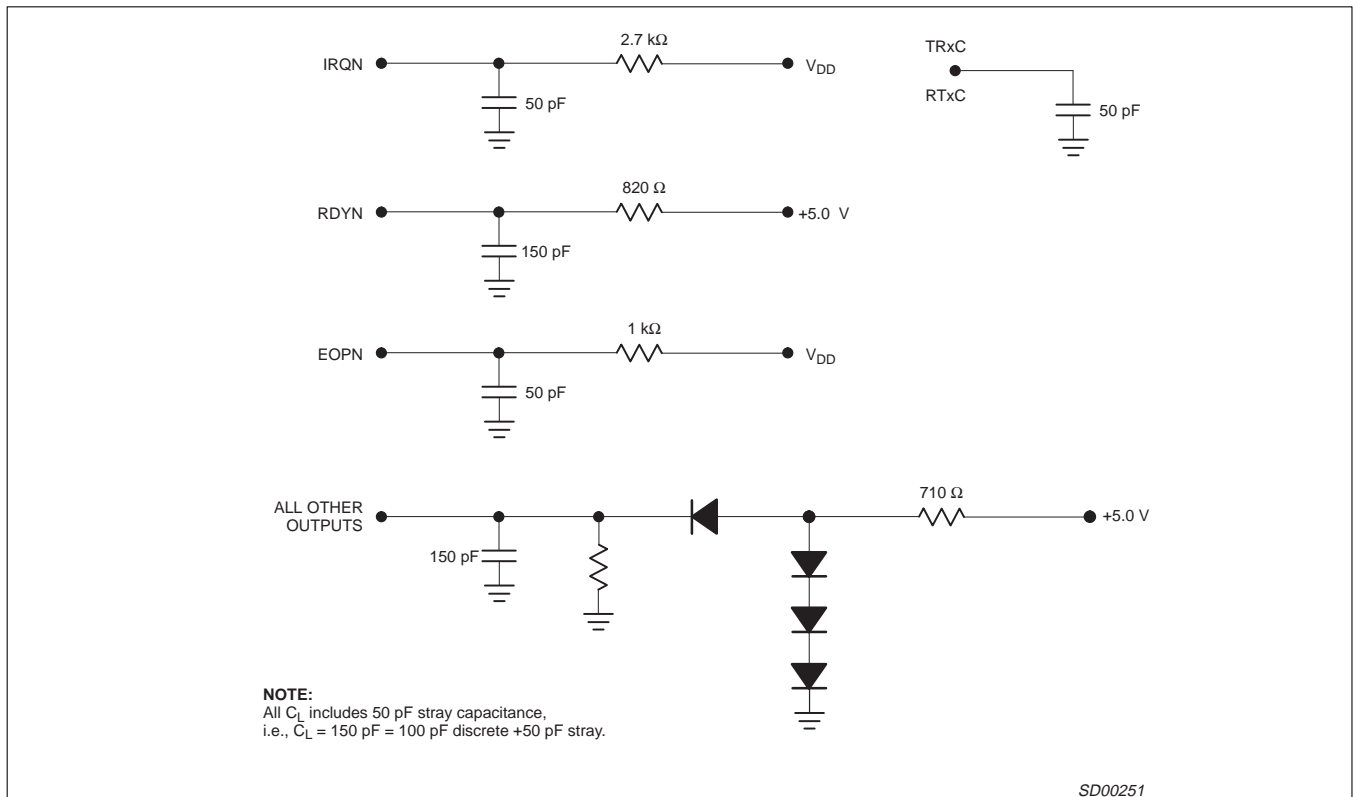 2.7 kΩ
IRQN
VDD
50 pF
TRxC
RTxC
50 pF
820 Ω
RDYN
+5.0 V
150 pF
1 kΩ
EOPN
VDD
50 pF
710 Ω
ALL OTHER
OUTPUTS
+5.0 V
150 pF
NOTE:
All CL includes 50 pF stray capacitance,
i.e., CL = 150 pF = 100 pF discrete +50 pF stray.
SD00251